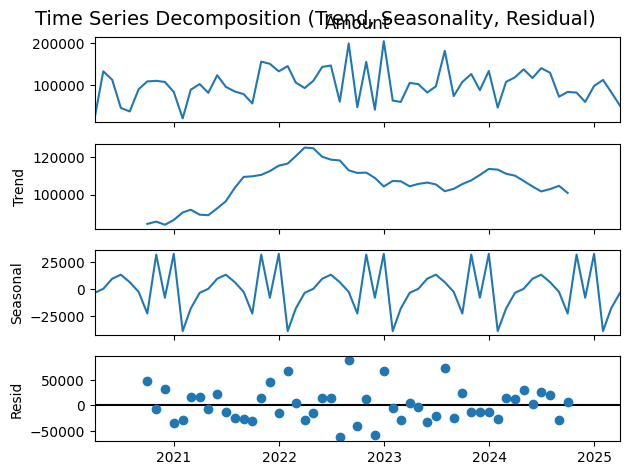 Time Series Decomposition (Trend, Seasonality, Residual)
Amount
200000
100000
Trend
120000
100000
Seasonal
25000
0
−25000
Resid
50000
0
−50000
2021 2022 2023 2024 2025